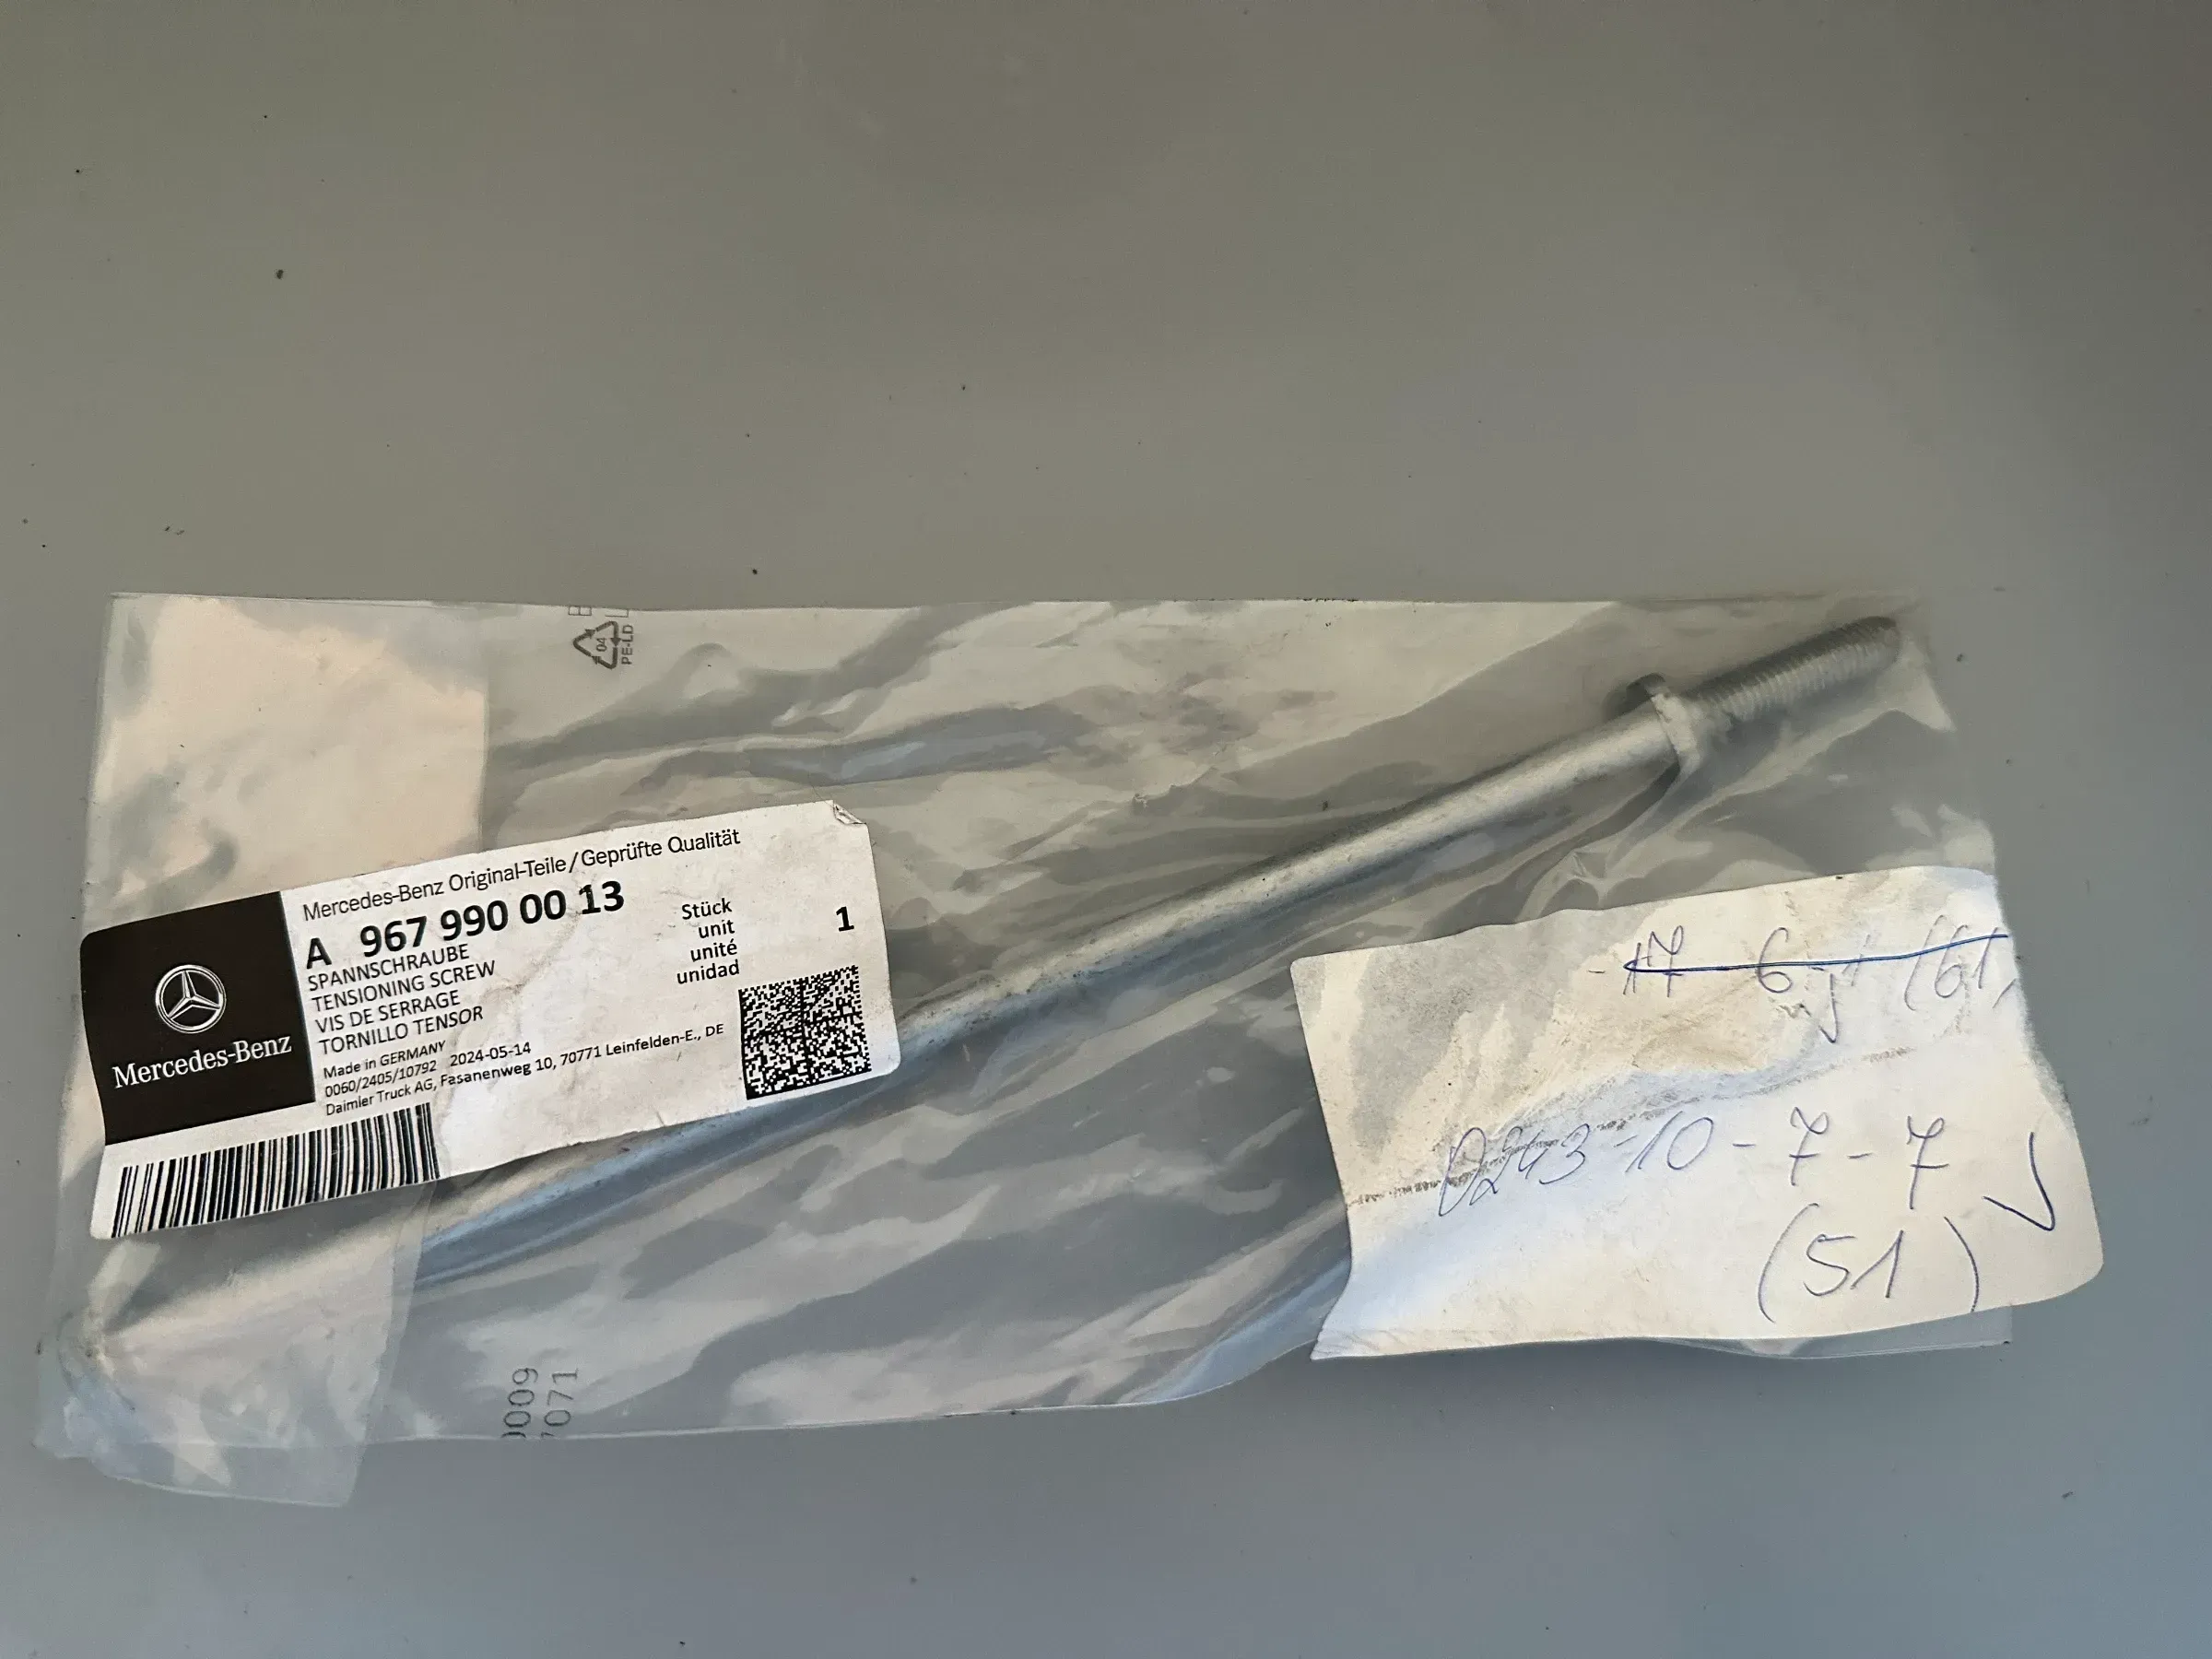 04
PE-LD
Mercedes-Benz Original-Teile/Geprüfte Qualität
A 967 990 00 13
SPANNSCHRAUBE
TENSIONING SCREW
VIS DE SERRAGE
TORNILLO TENSOR
Stück
unit
unité
unidad
1
Made in GERMANY
0060/2405/10792 2024-05-14
Daimler Truck AG, Fasanenweg 10, 70771 Leinfelden-E., DE
Mercedes-Benz
0243-10-7-7
(51)
0009
7071